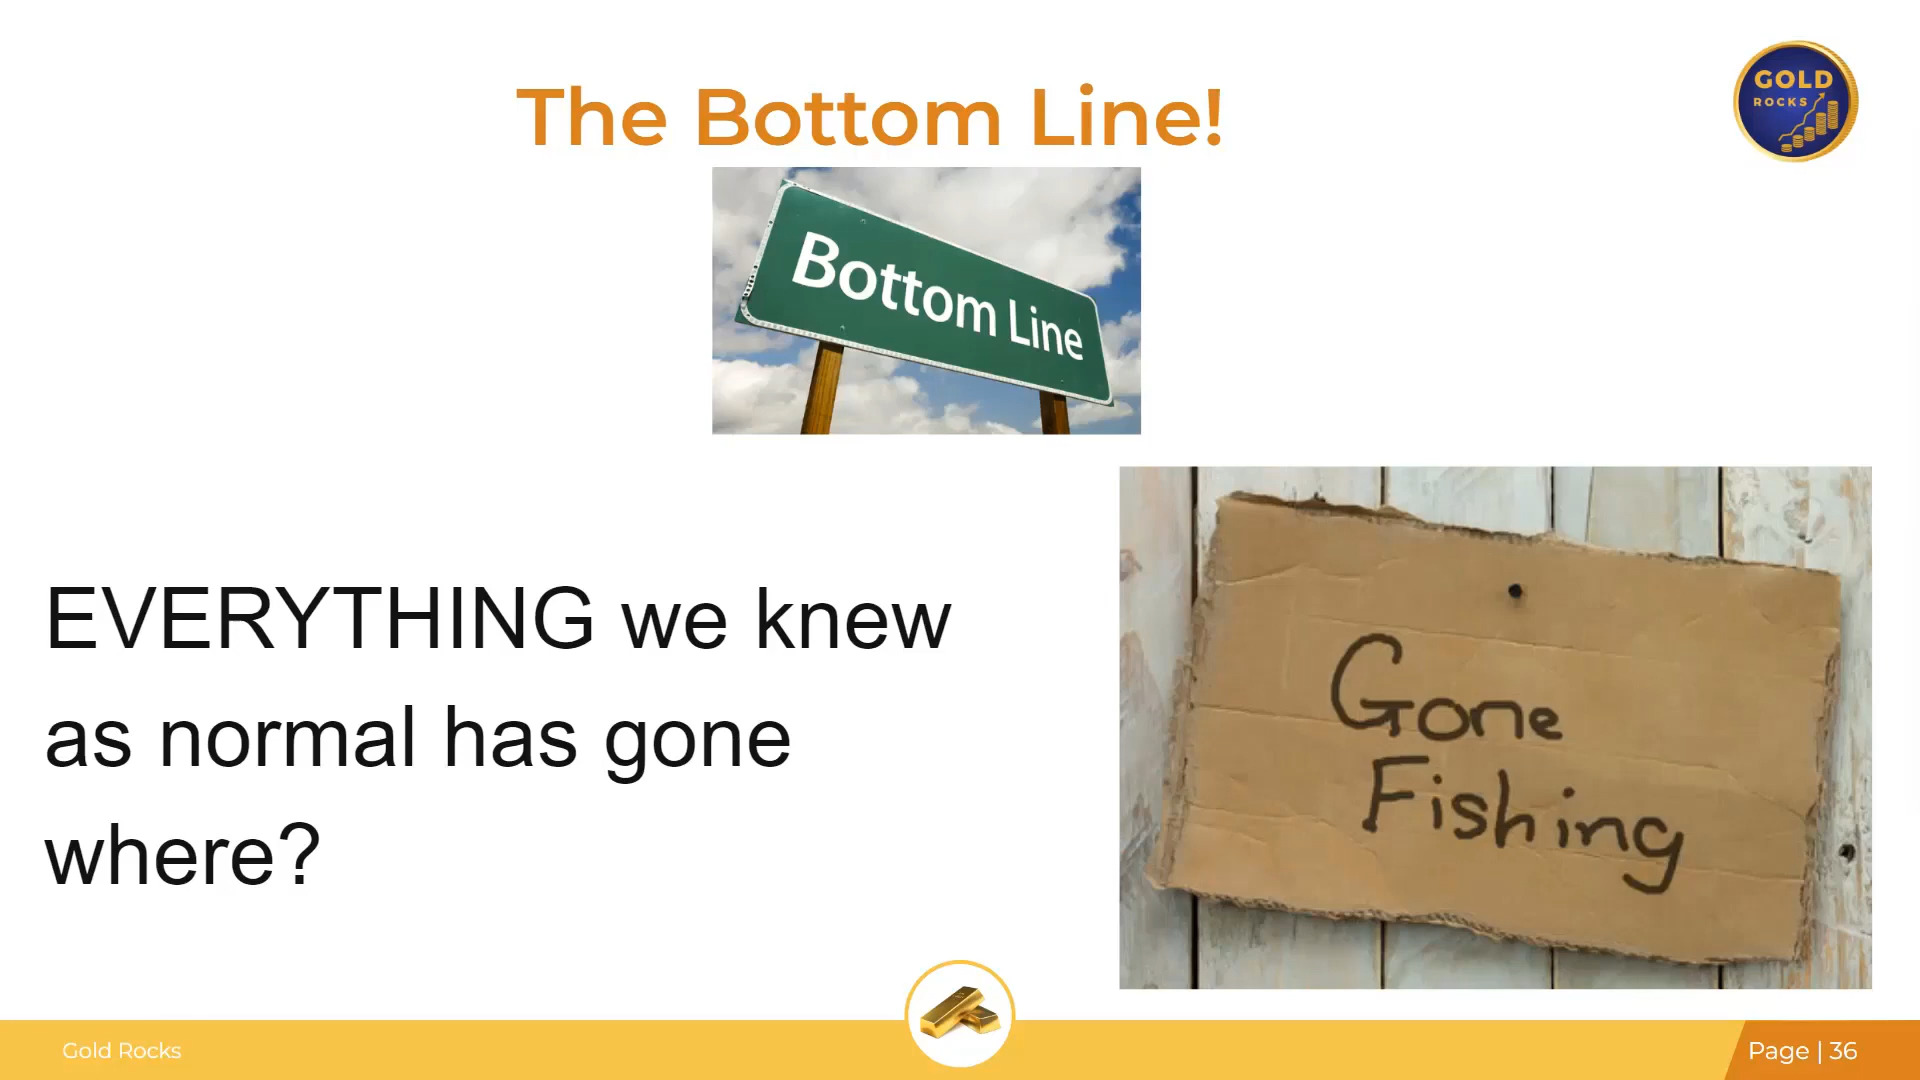 The Bottom Line!
GOLD
ROCKS
Bottom Line
EVERYTHING we knew
as normal has gone
where?
Gone
Fishing
Gold Rocks
Page | 36